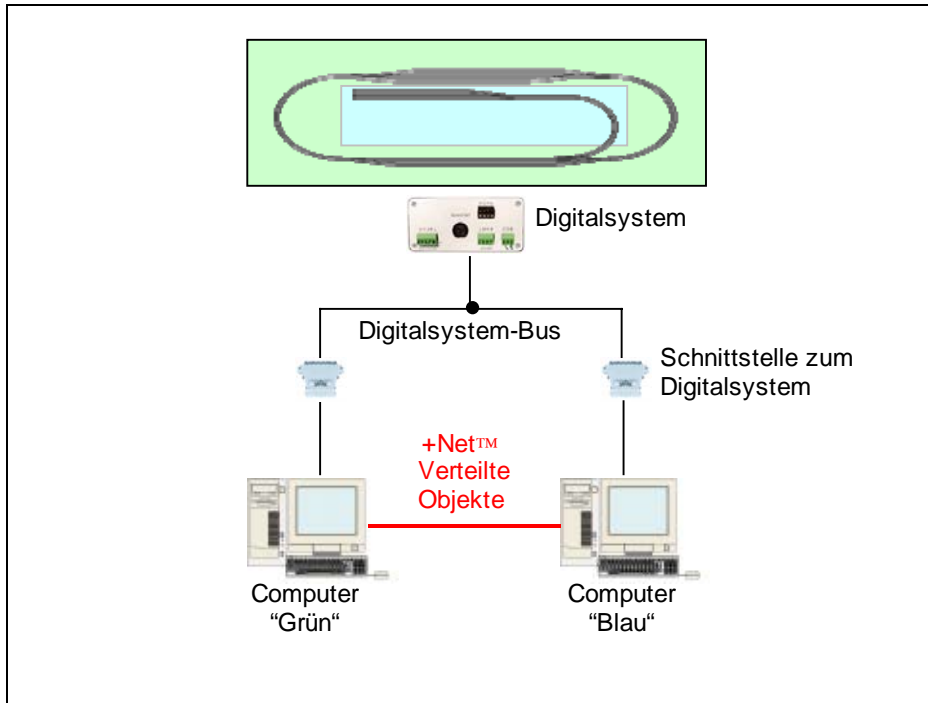 Digitalsystem
Digitalsystem-Bus
Schnittstelle zum
Digitalsystem
+Net™
Verteilte
Objekte
Computer
“Grün“
Computer
“Blau“